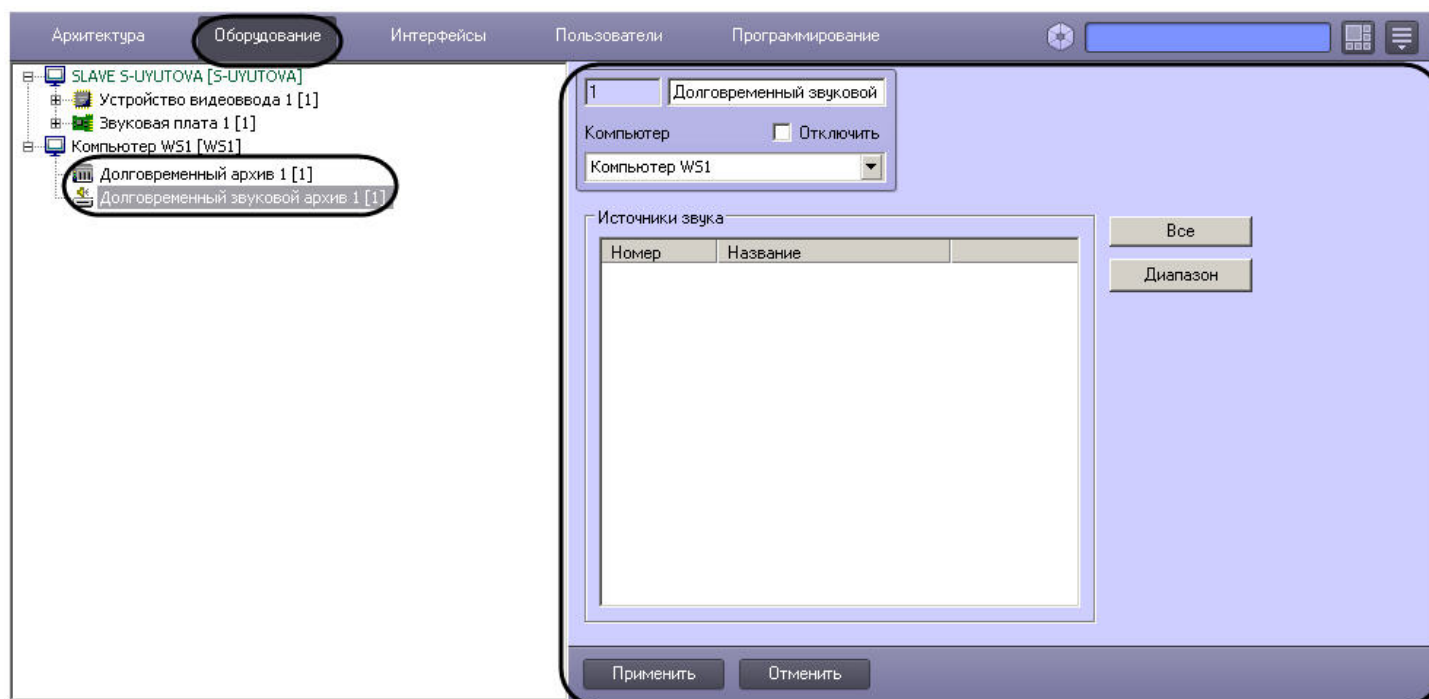 Архитектура Оборудование Интерфейсы Пользователи Программирование
SLAVE S-UYUTOVA [S-UYUTOVA]
Устройство видеоввода 1 [1]
Звуковая плата 1 [1]
Компьютер WS1 [WS1]
Долговременный архив 1 [1]
Долговременный звуковой архив 1 [1]
1 Долговременный звуковой
Компьютер Отключить
Компьютер WS1
Источники звука
Номер Название
Все
Диапазон
Применить Отменить